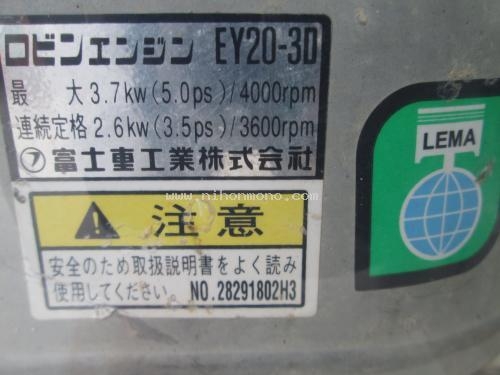 ロビンエンジン EY20-3D
最 大 3.7kw(5.0ps)/4000rpm
連続定格 2.6kw(3.5ps)/3600rpm
富士重工業株式会社
www.nihonmono.com
注意
安全のため取扱説明書をよく読み
使用してください NO.28291802H3
LEMA